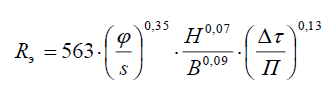 Rэ = 563 · (φ/s)^0,35 · H^0,07/B^0,09 · (Δτ/П)^0,13